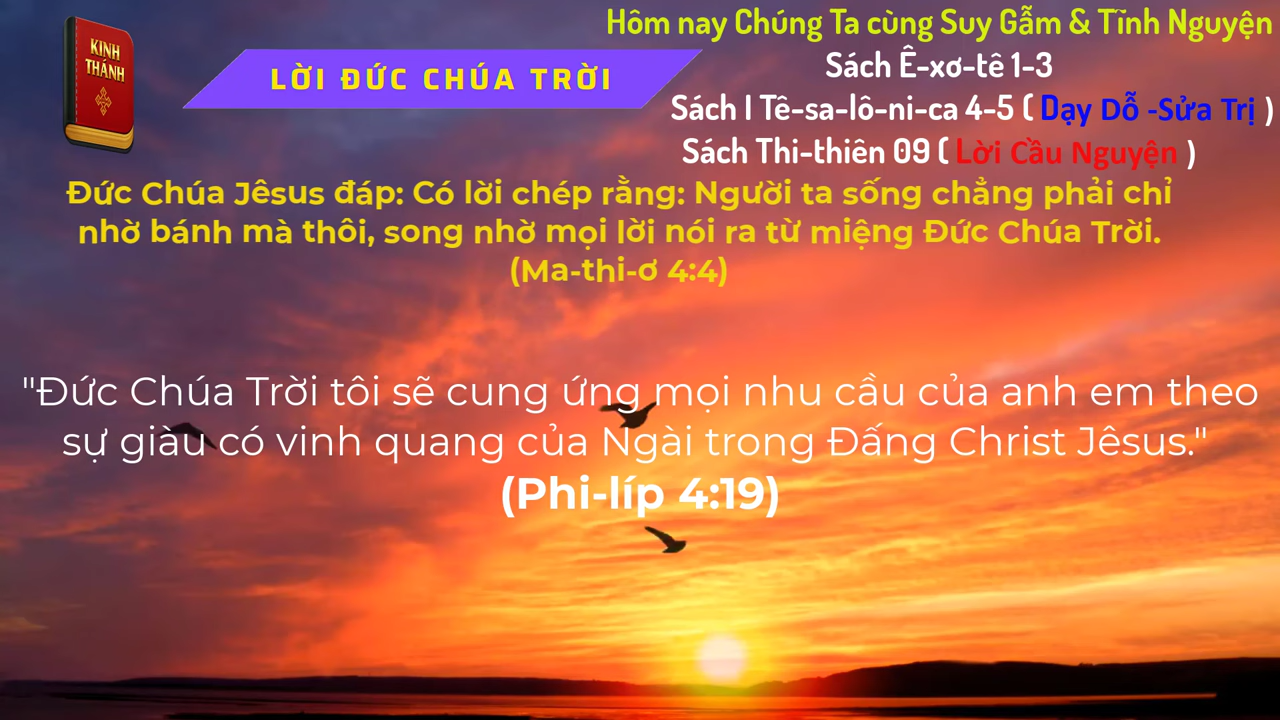 KINH
THÁNH
LỜI ĐỨC CHÚA TRỜI
Hôm nay Chúng Ta cùng Suy Gẫm & Tĩnh Nguyện
Sách Ê-xơ-tê 1-3
Sách I Tê-sa-lô-ni-ca 4-5 ( Dạy Dỗ -Sửa Trị )
Sách Thi-thiên 09 ( Lời Cầu Nguyện )
Đức Chúa Jêsus đáp: Có lời chép rằng: Người ta sống chẳng phải chỉ
nhờ bánh mà thôi, song nhờ mọi lời nói ra từ miệng Đức Chúa Trời.
(Ma-thi-ơ 4:4)
"Đức Chúa Trời tôi sẽ cung ứng mọi nhu cầu của anh em theo
sự giàu có vinh quang của Ngài trong Đấng Christ Jêsus."
(Phi-líp 4:19)